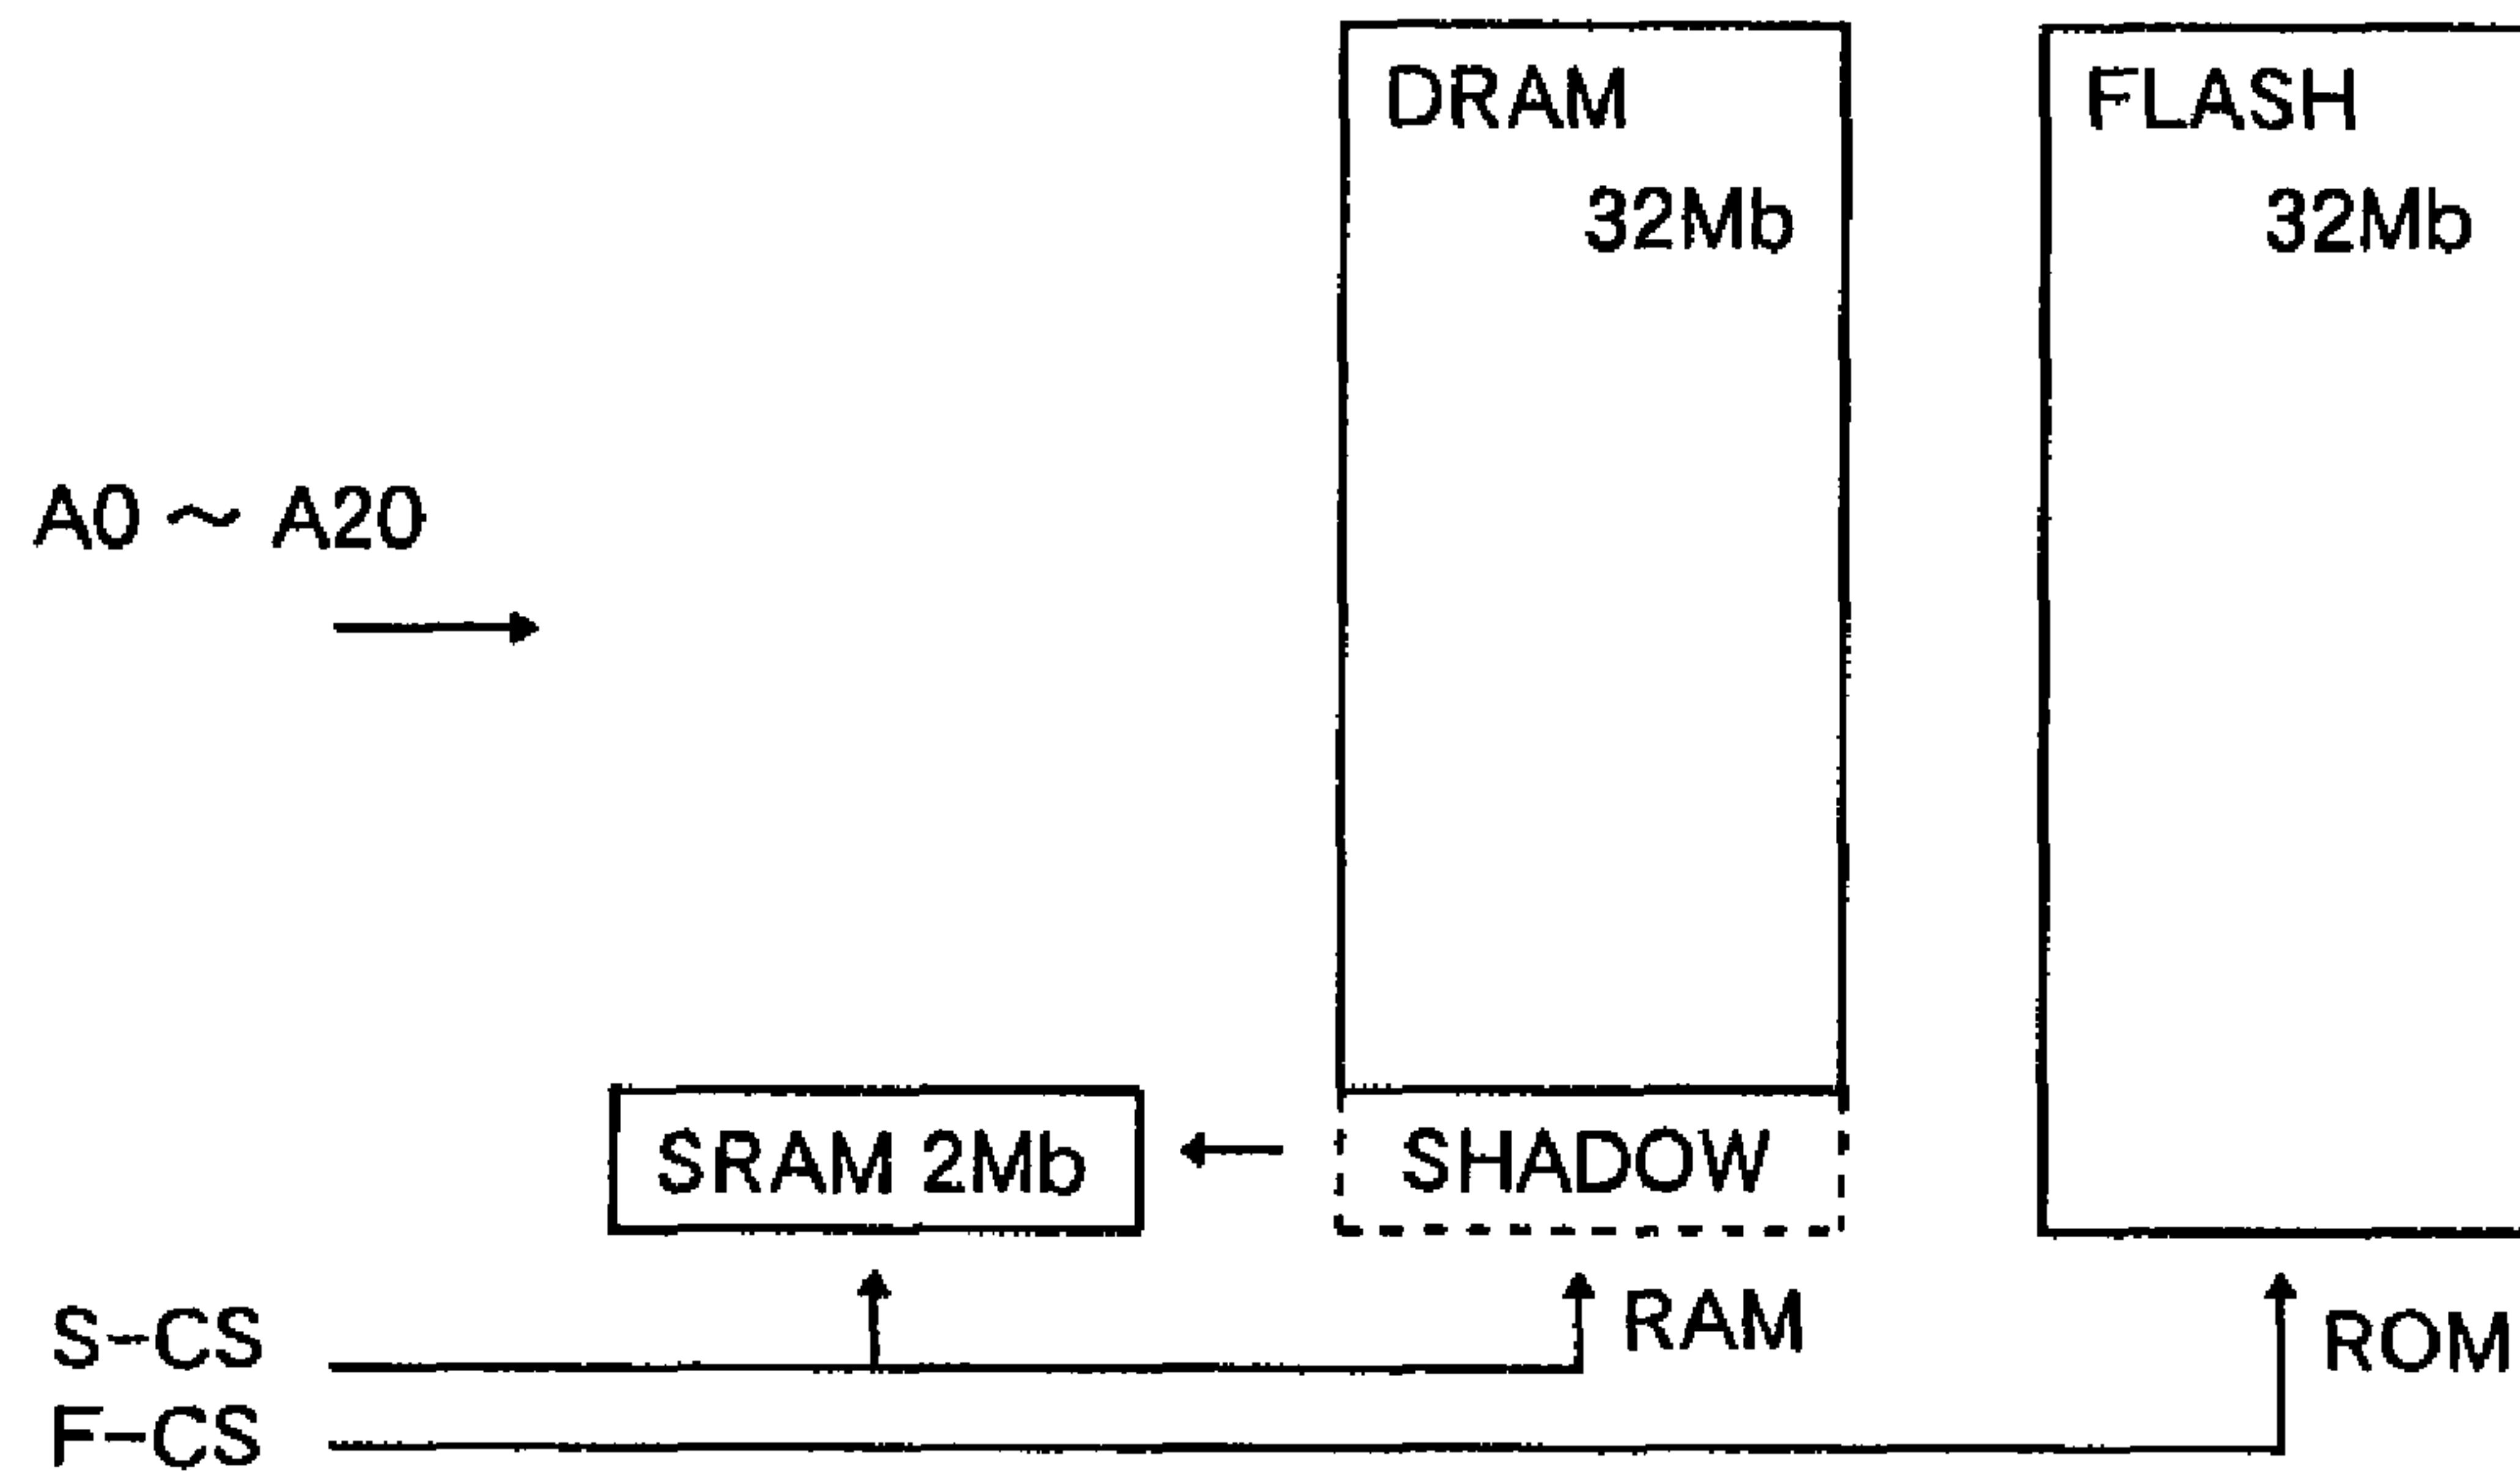 DRAM
32Mb
FLASH
32Mb
A0 ~ A20
SRAM 2Mb
SHADOW
S-CS
RAM
ROM
F-CS